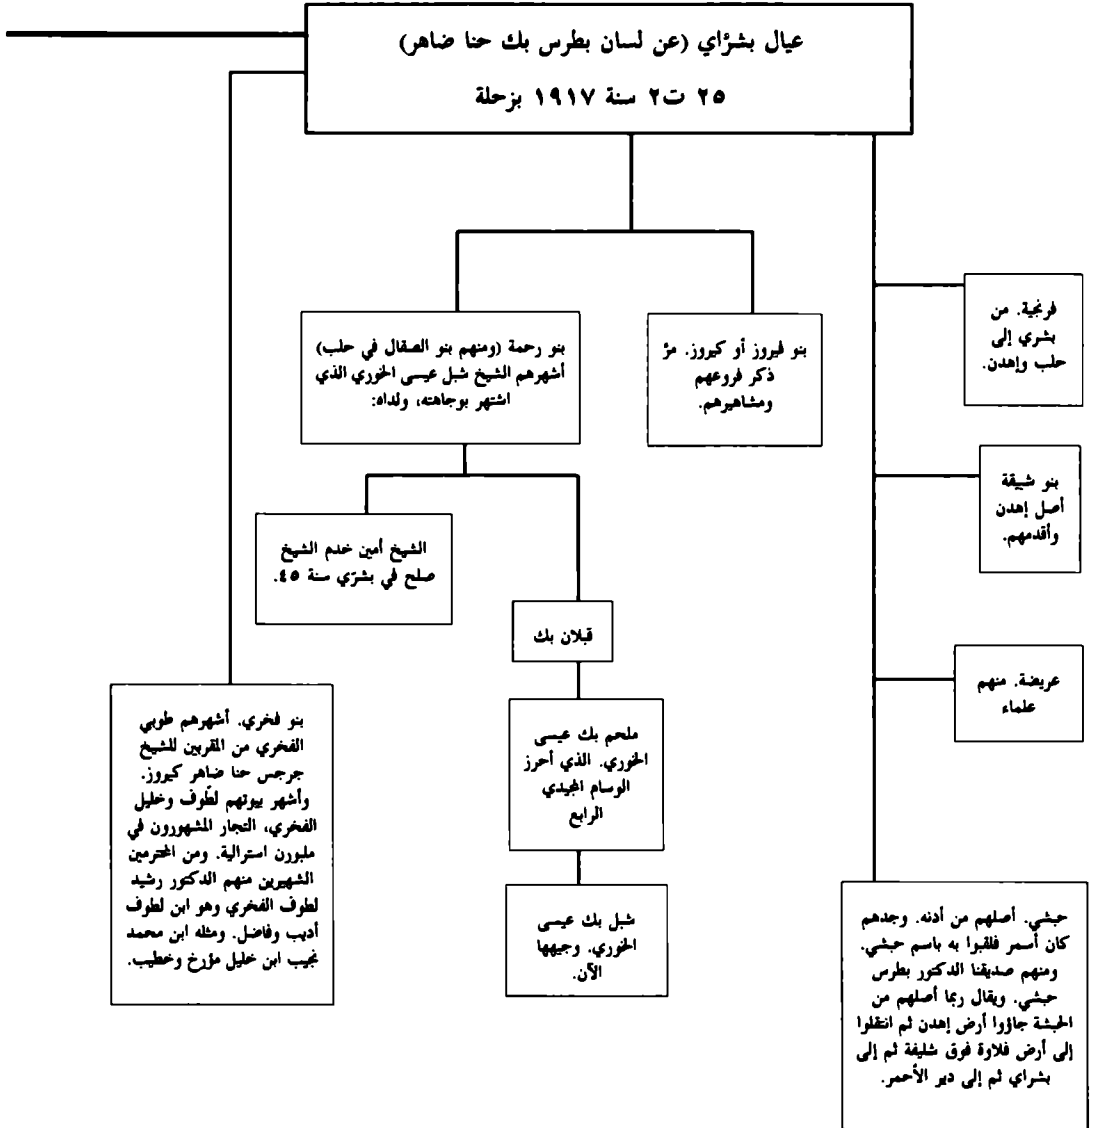 عيال بشرّاي (عن لسان بطرس بك حنا ضاهر)
٢٥ ت٢ سنة ١٩١٧ بزحلة
فرنجية. من
بشري إلى
حلب وإهدن.
بنو فيروز أو كيروز. مرّ
ذكر فروعهم
ومشاهيرهم.
بنو رحمة (ومنهم بنو الصقال في حلب)
أشهرهم الشيخ شبل عيسى الخوري الذي
اشتهر بوجاهته، ولداه:
بنو شبيقة
أصل إهدن
وأقدمهم.
الشيخ أمين خدم الشيخ
صلح في بشرّي سنة ٤٥.
قبلان بك
عريضة. منهم
علماء
ملحم بك عيسى
الخوري. الذي أحرز
الوسام المجيدي
الرابع
بنو فخري. أشهرهم طوبي
الفخري من المقربين للشيخ
جرجس حنا ضاهر كيروز.
وأشهر بيوتهم لطّوف وخليل
الفخري، التجار المشهورون في
ملبورن استرالية. ومن المحترمين
الشهيرين منهم الدكتور رشيد
لطوف الفخري وهو ابن لطوف
أديب وفاضل. ومثله ابن محمد
نجيب ابن خليل مؤرخ وخطيب.
شبل بك عيسى
الخوري. وجيهها
الآن.
حبشي. أصلهم من أدنه. وجدهم
كان أسمر فلقبوا به باسم حبشي.
ومنهم صديقنا الدكتور بطرس
حبشي. ويقال ربما أصلهم من
الحبشة جاؤوا أرض إهدن ثم انتقلوا
إلى أرض فلاوة فوق شليفة ثم إلى
بشراي ثم إلى دير الأحمر.